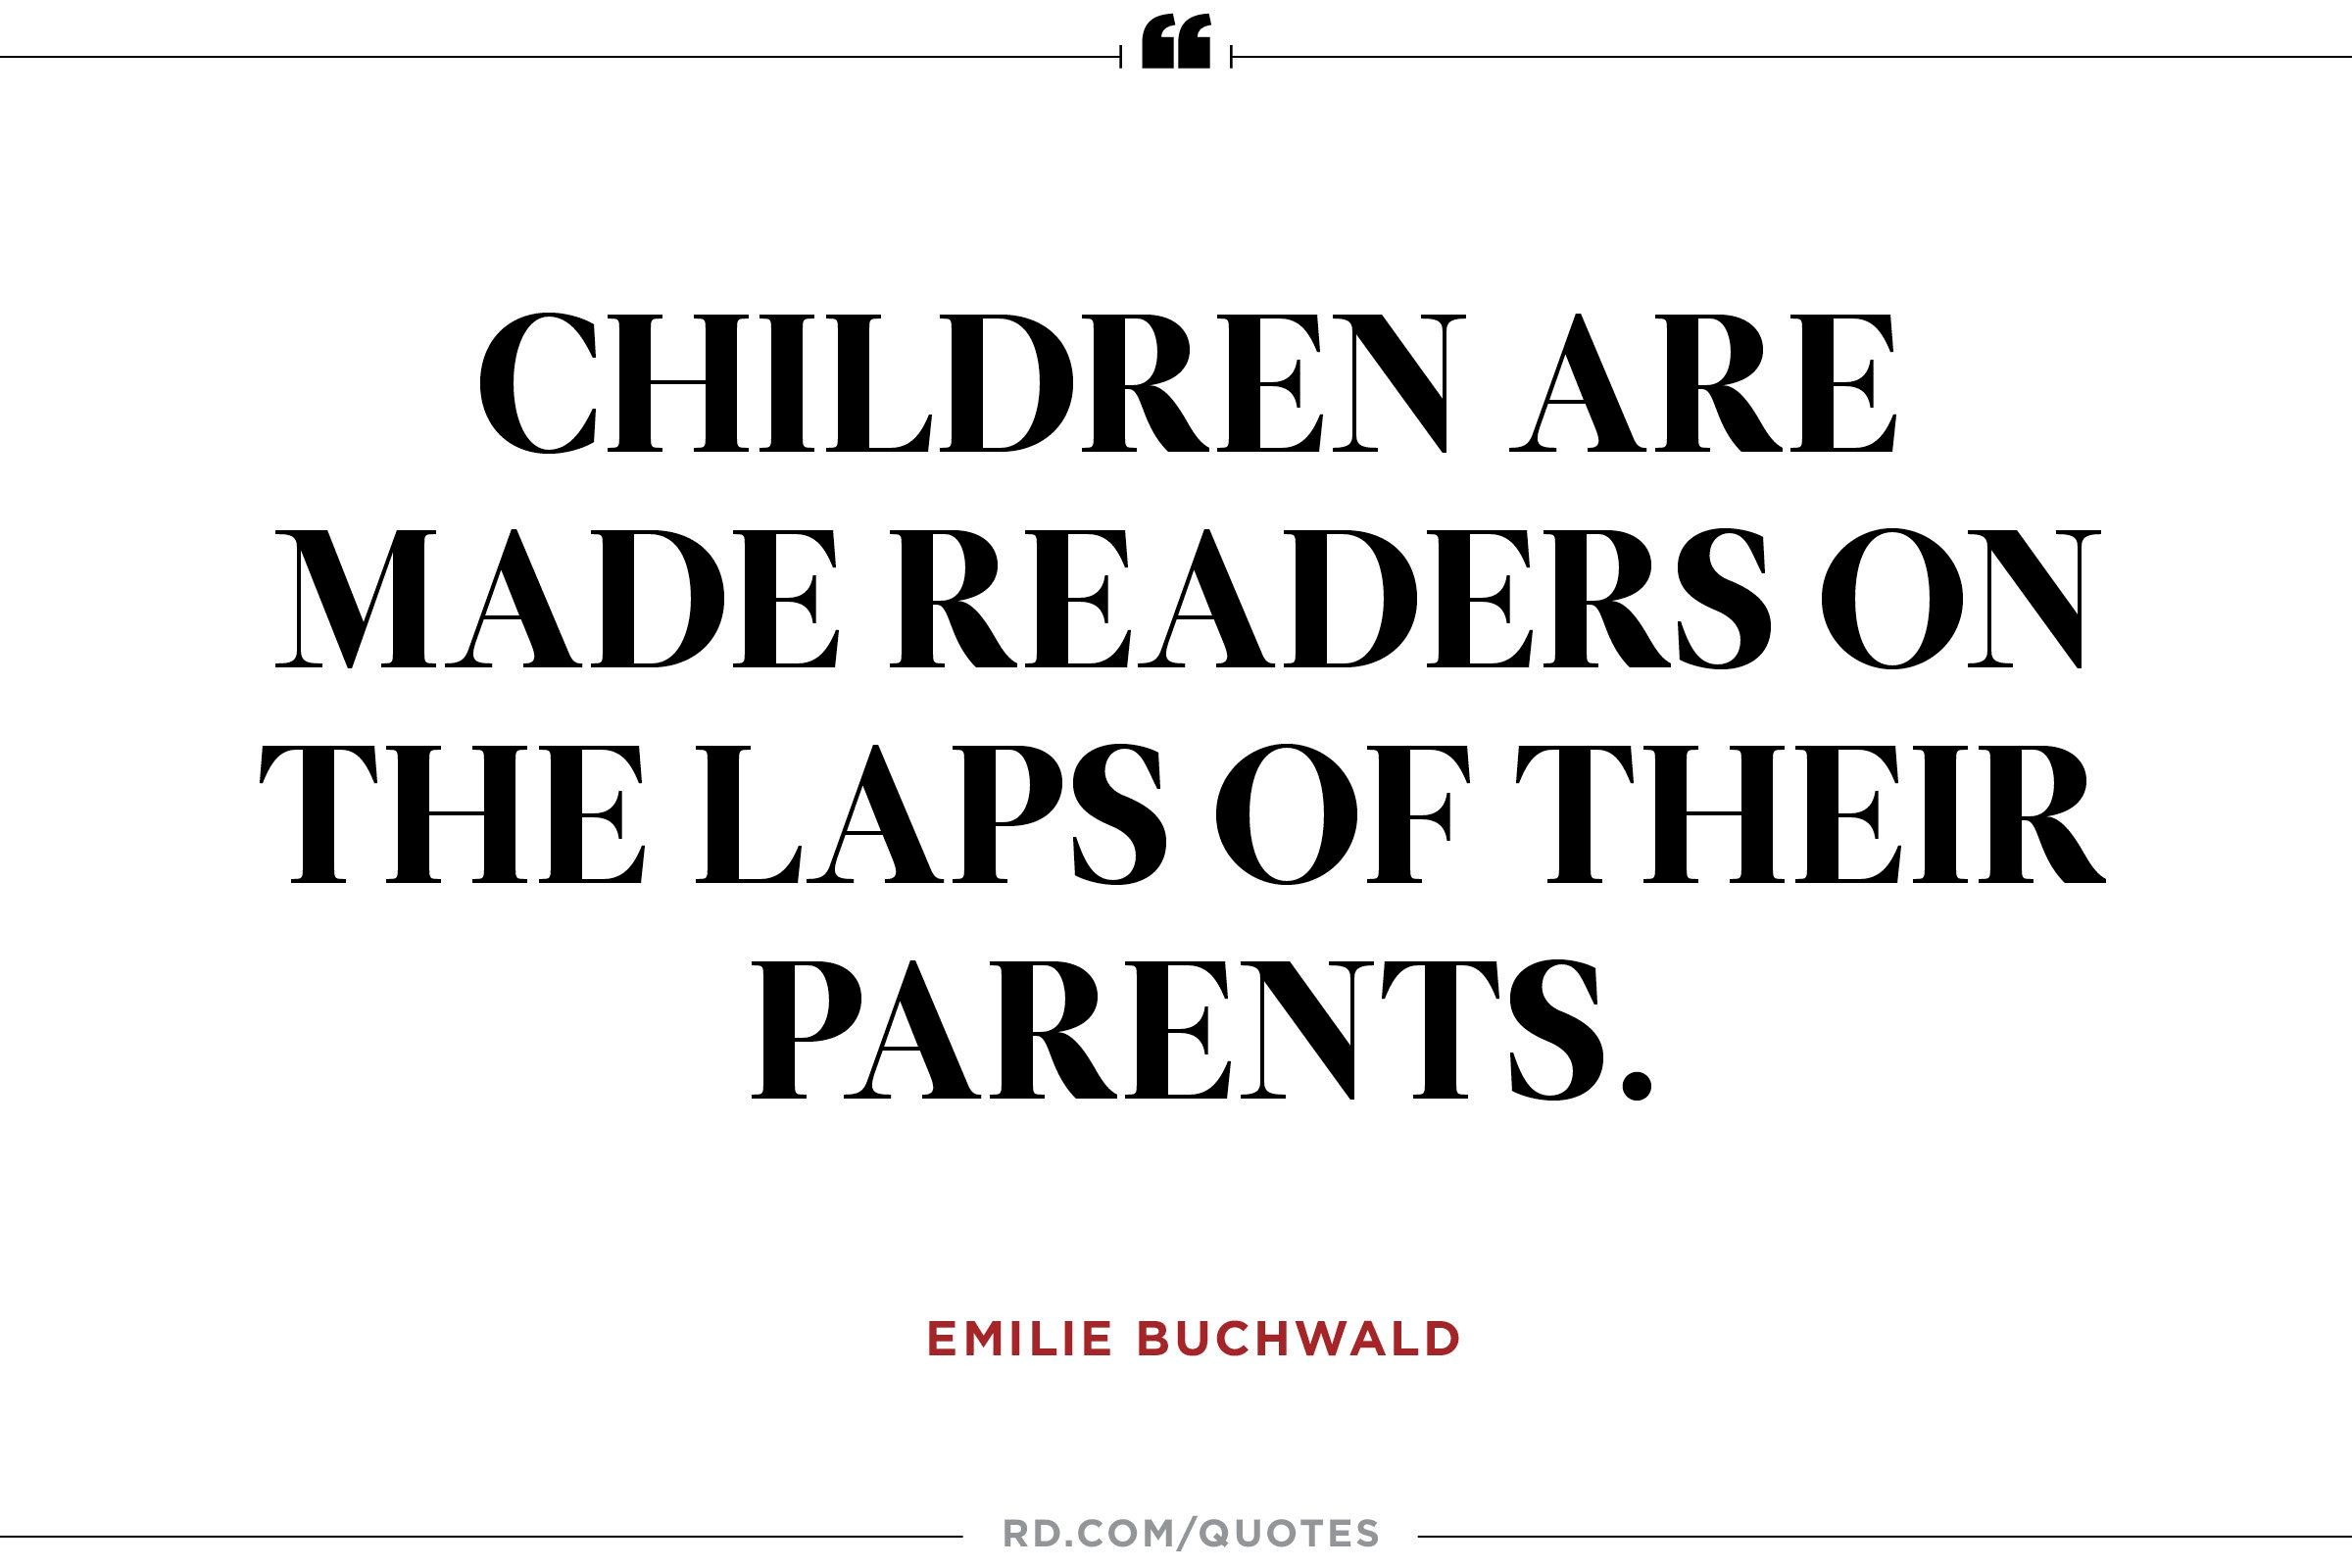 ❝
CHILDREN ARE
MADE READERS ON
THE LAPS OF THEIR
PARENTS.
EMILIE BUCHWALD
RD.COM/QUOTES